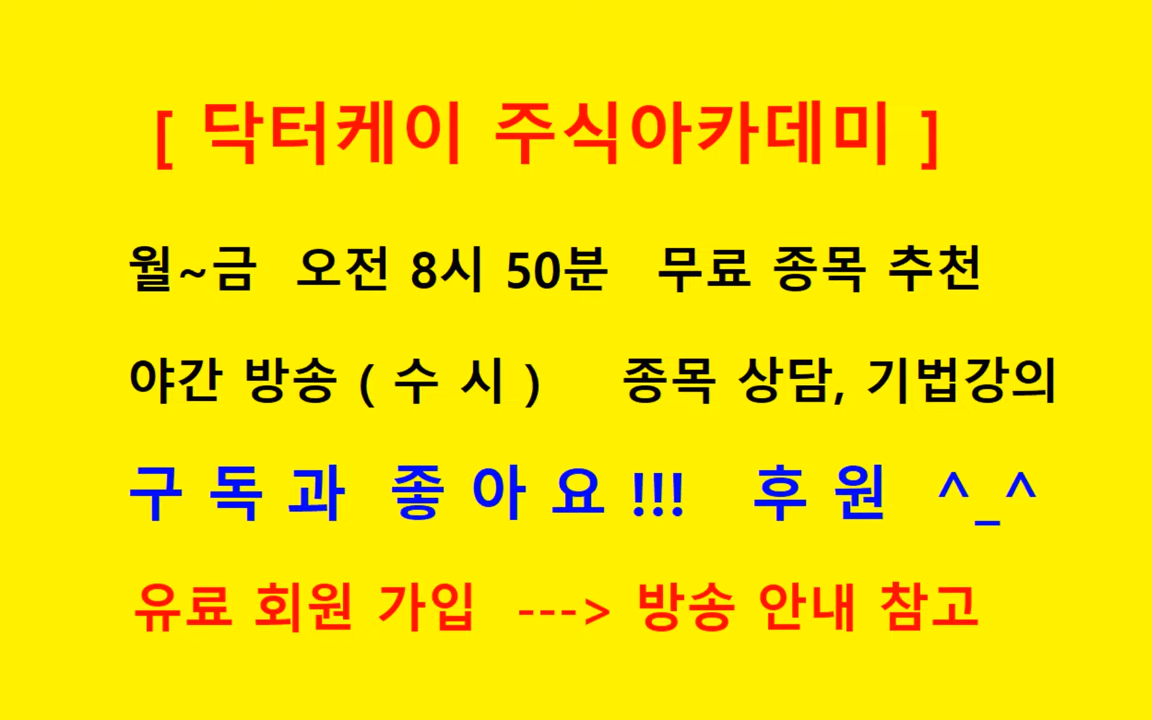 [ 닥터케이 주식아카데미 ]
월~금 오전 8시 50분 무료 종목 추천
야간 방송 ( 수 시 ) 종목 상담, 기법강의
구 독 과 좋 아 요 !!! 후 원 ^_^
유료 회원 가입 ---> 방송 안내 참고